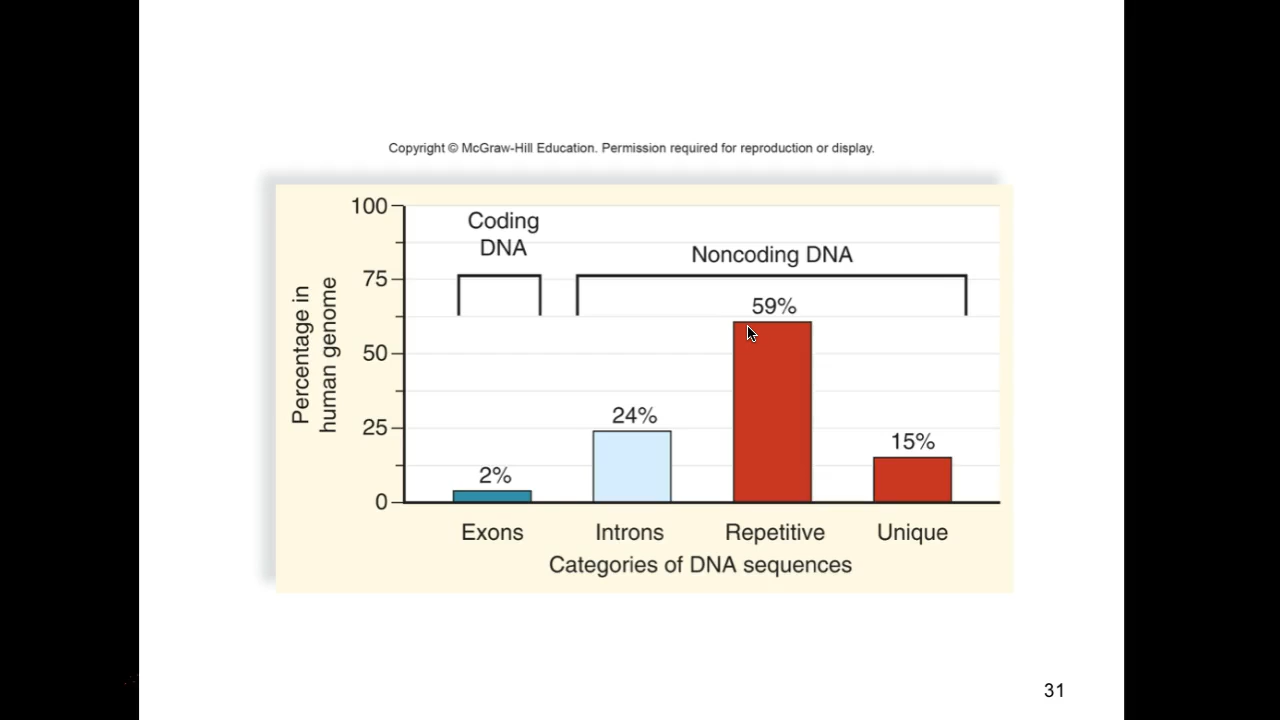 Copyright © McGraw-Hill Education. Permission required for reproduction or display.
100
75
50
25
0
Percentage in
human genome
Coding
DNA
Noncoding DNA
2%
24%
59%
15%
Exons
Introns
Repetitive
Unique
Categories of DNA sequences
31